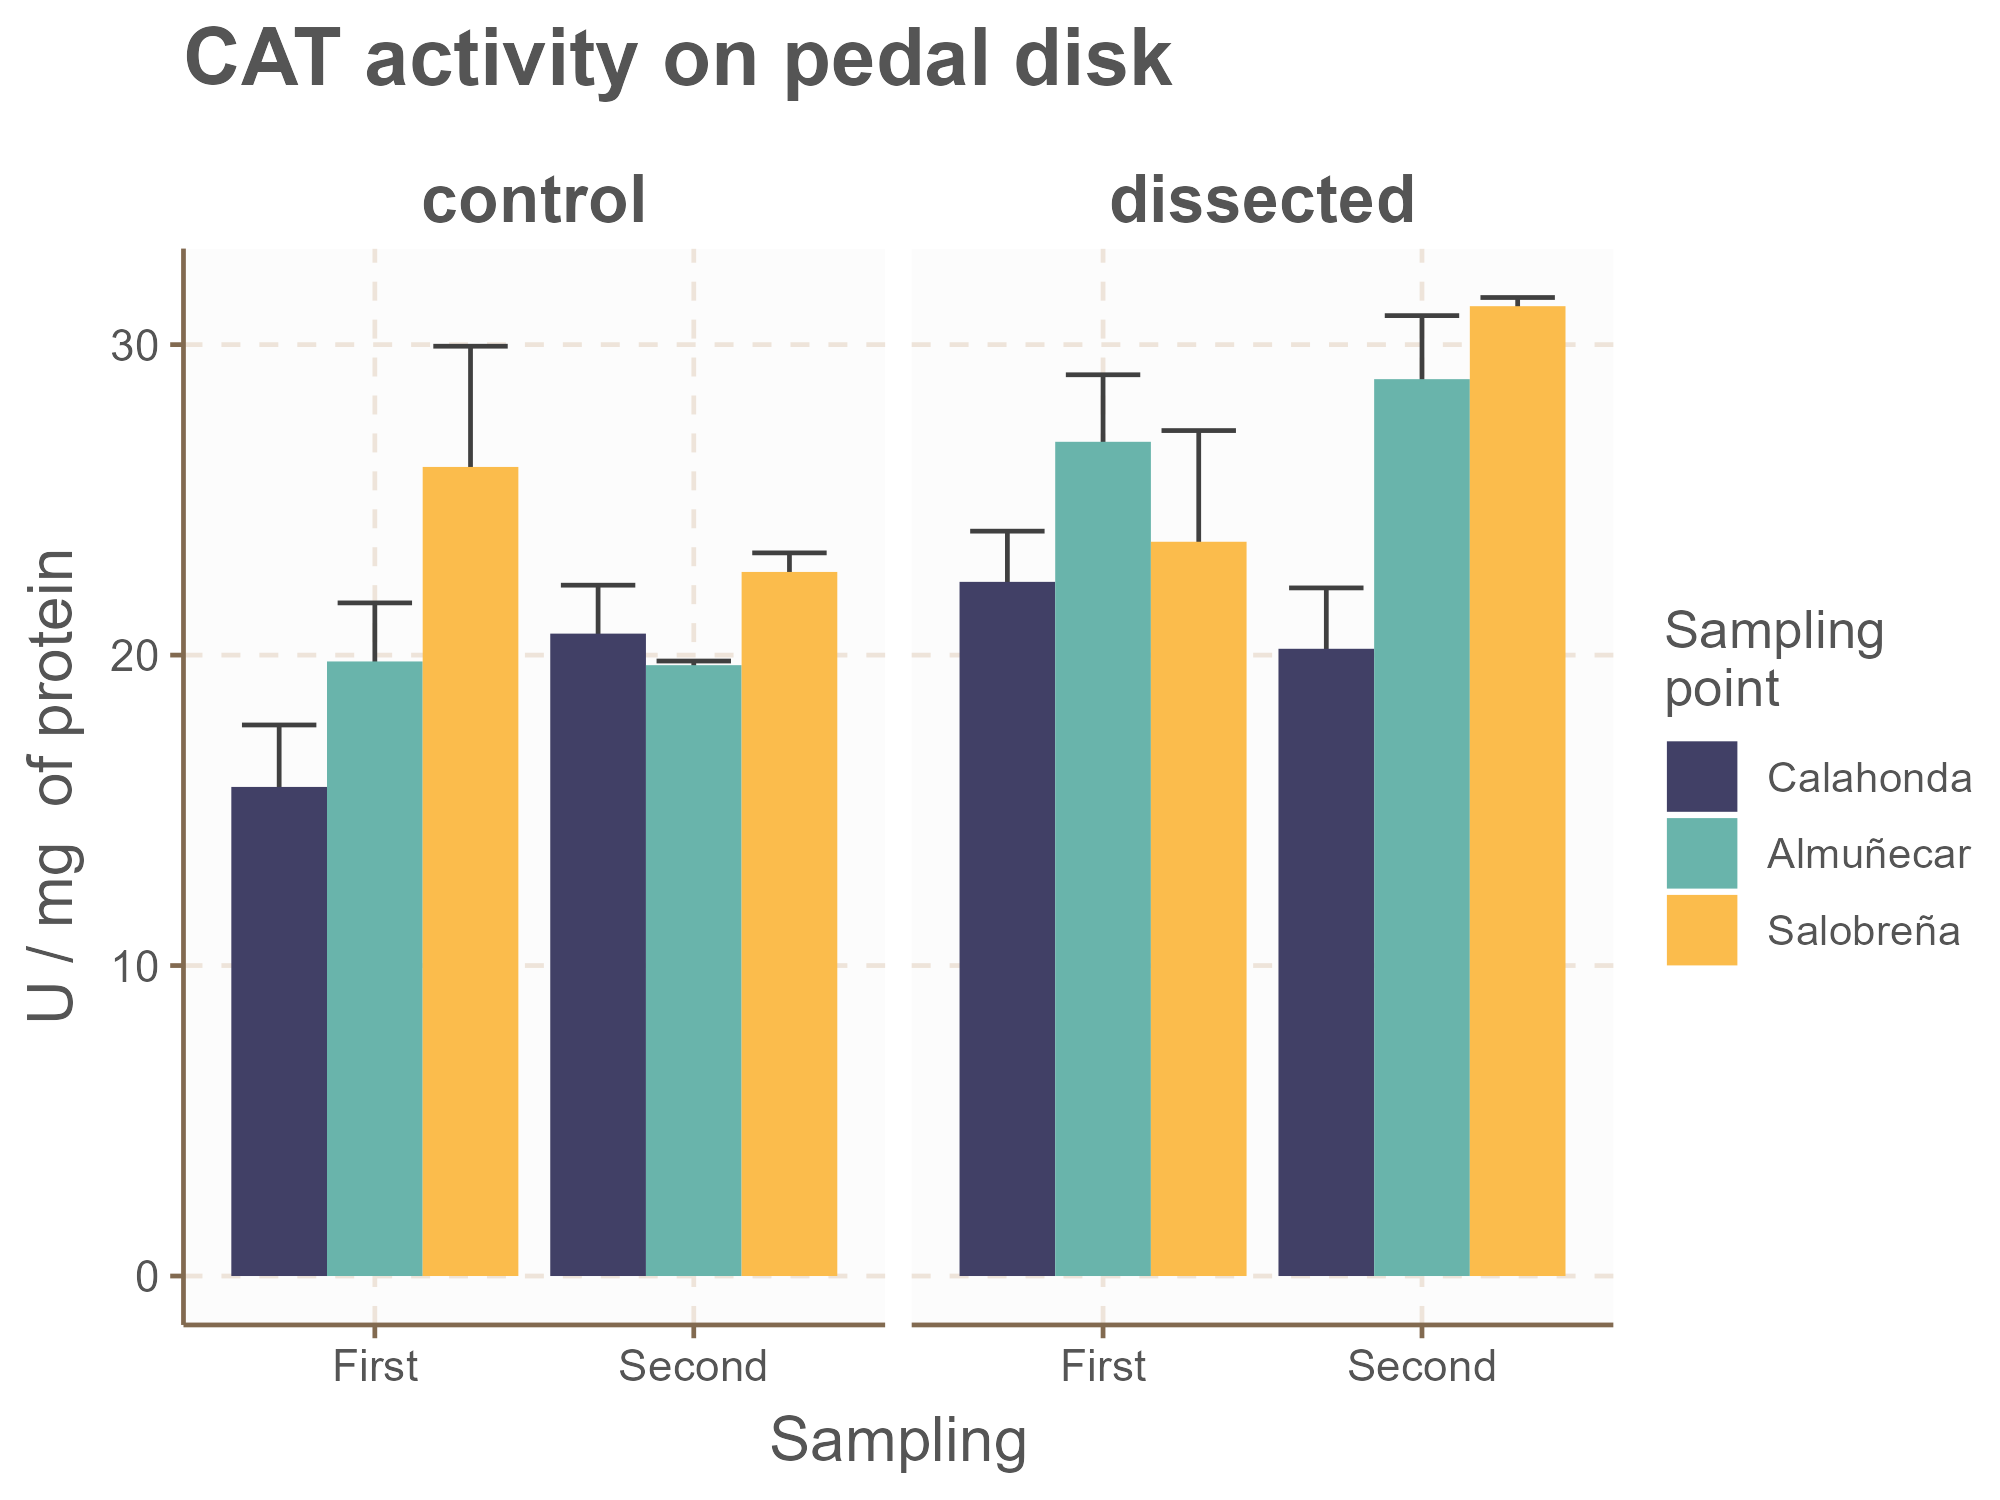 CAT activity on pedal disk
control
dissected
U / mg  of protein
30
20
10
0
First
Second
First
Second
Sampling
Sampling
point
Calahonda
Almuñecar
Salobreña